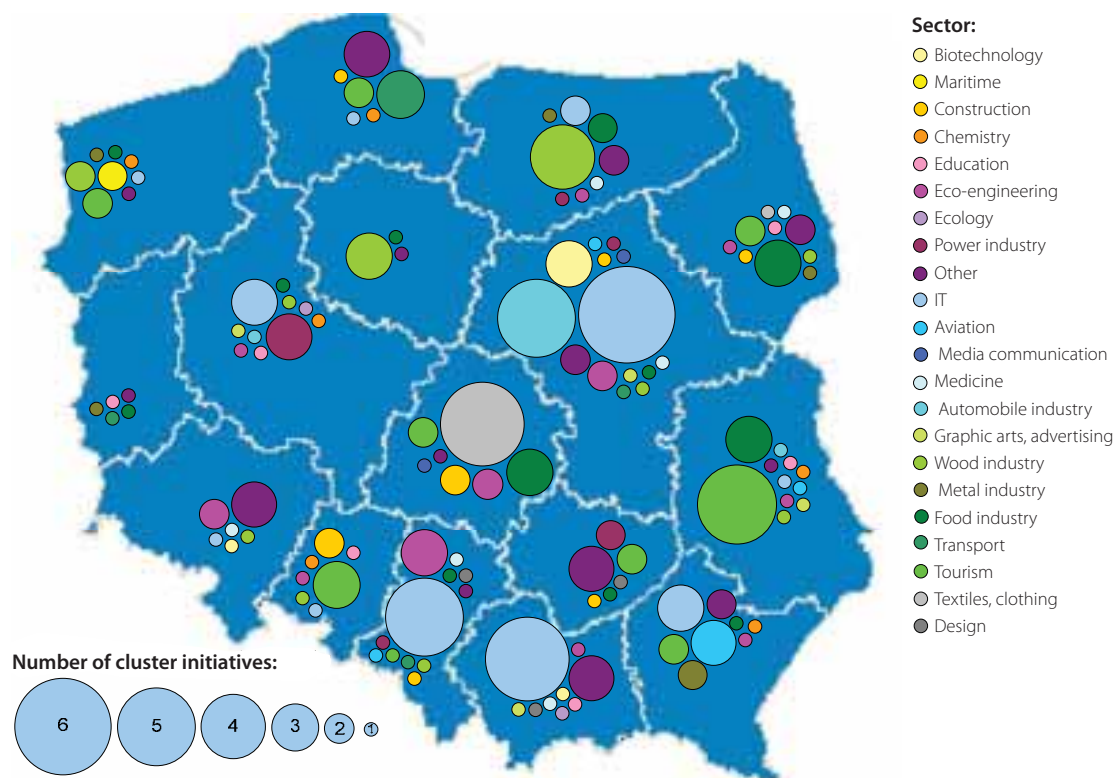 Sector:
Biotechnology
Maritime
Construction
Chemistry
Education
Eco-engineering
Ecology
Power industry
Other
IT
Aviation
Media communication
Medicine
Automobile industry
Graphic arts, advertising
Wood industry
Metal industry
Food industry
Transport
Tourism
Textiles, clothing
Design
Number of cluster initiatives:
6 5 4 3 2 1